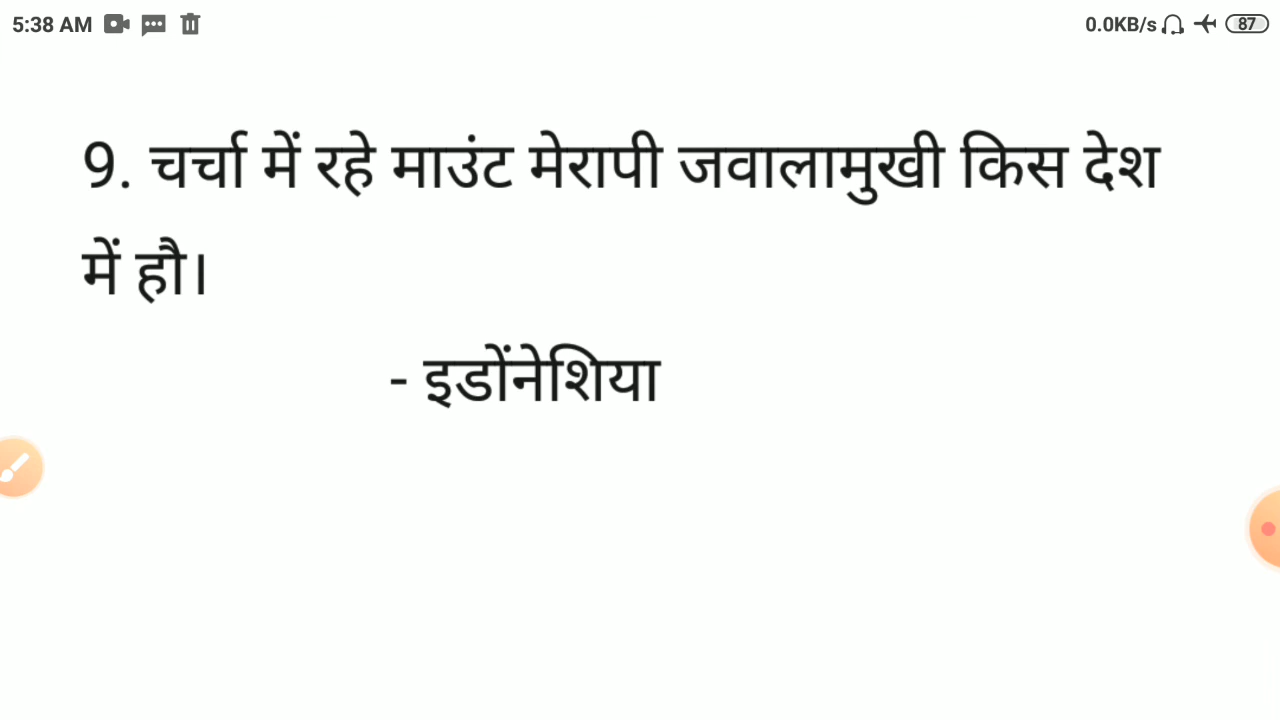 5:38 AM 0.0KB/s 87
9. चर्चा में रहे माउंट मेरापी जवालामुखी किस देश
में हौ।
- इडोंनेशिया